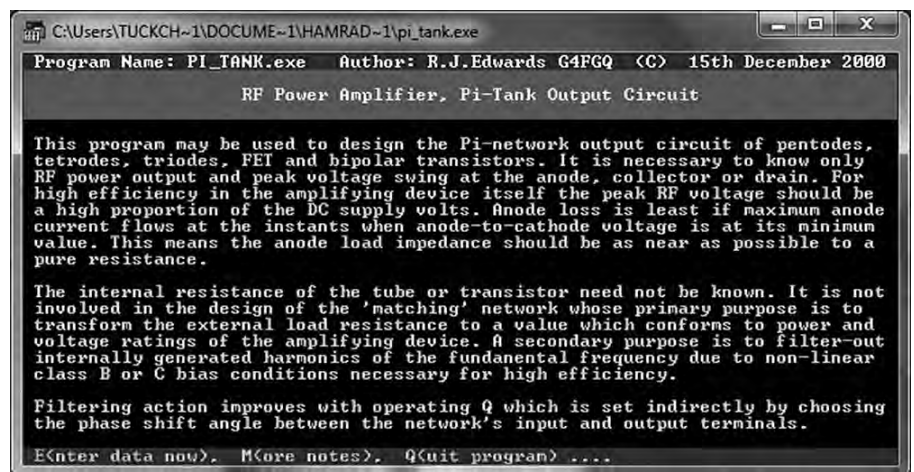 C:\Users\TUCKCH~1\DOCUME~1\HAMRAD~1\pi_tank.exe
Program Name: PI_TANK.exe Author: R.J.Edwards G4FGQ (C) 15th December 2000
RF Power Amplifier, Pi-Tank Output Circuit
This program may be used to design the Pi-network output circuit of pentodes,
tetrodes, triodes, FET and bipolar transistors. It is necessary to know only
RF power output and peak voltage swing at the anode, collector or drain. For
high efficiency in the amplifying device itself the peak RF voltage should be
a high proportion of the DC supply volts. Anode loss is least if maximum anode
current flows at the instants when anode-to-cathode voltage is at its minimum
value. This means the anode load impedance should be as near as possible to a
pure resistance.
The internal resistance of the tube or transistor need not be known. It is not
involved in the design of the 'matching' network whose primary purpose is to
transform the external load resistance to a value which conforms to power and
voltage ratings of the amplifying device. A secondary purpose is to filter-out
internally generated harmonics of the fundanental frequency due to non-linear
class B or C bias conditions necessary for high efficiency.
Filtering action improves with operating Q which is set indirectly by choosing
the phase shift angle between the network's input and output terminals.
E(nter data now), M(ore notes), Q(uit program) ....